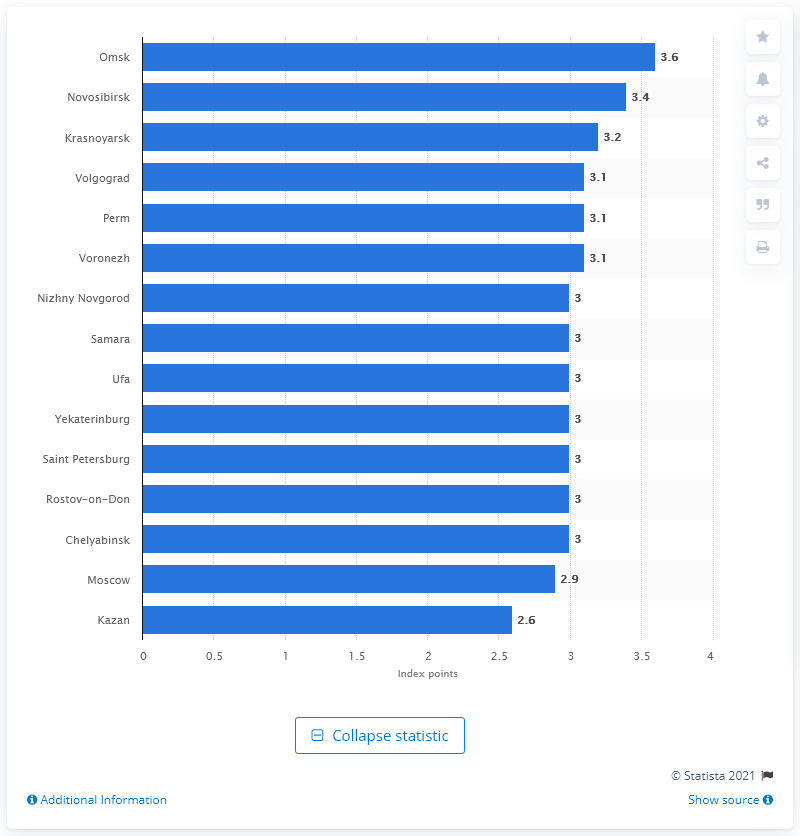 Omsk 3.6
Novosibirsk 3.4
Krasnoyarsk 3.2
Volgograd 3.1
Perm 3.1
Voronezh 3.1
Nizhny Novgorod 3
Samara 3
Ufa 3
Yekaterinburg 3
Saint Petersburg 3
Rostov-on-Don 3
Chelyabinsk 3
Moscow 2.9
Kazan 2.6
0 0.5 1 1.5 2 2.5 3 3.5 4
Index points
Collapse statistic
© Statista 2021
Additional Information Show source